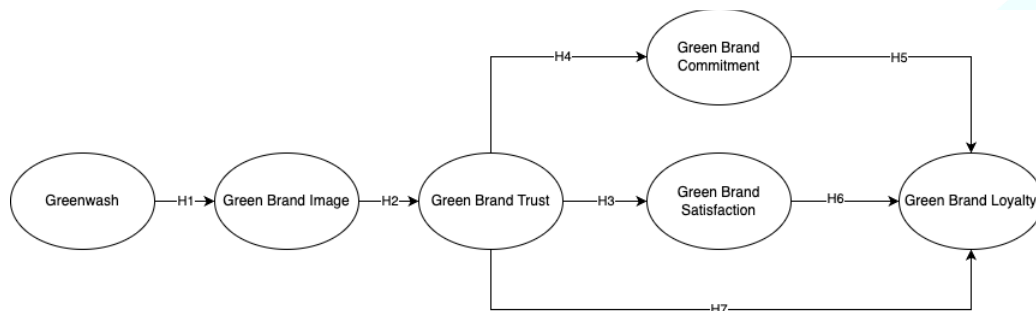 Green Brand
Commitment
H4
H5
Greenwash
H1
Green Brand Image
H2
Green Brand Trust
H3
Green Brand
Satisfaction
H6
Green Brand Loyalty
H7